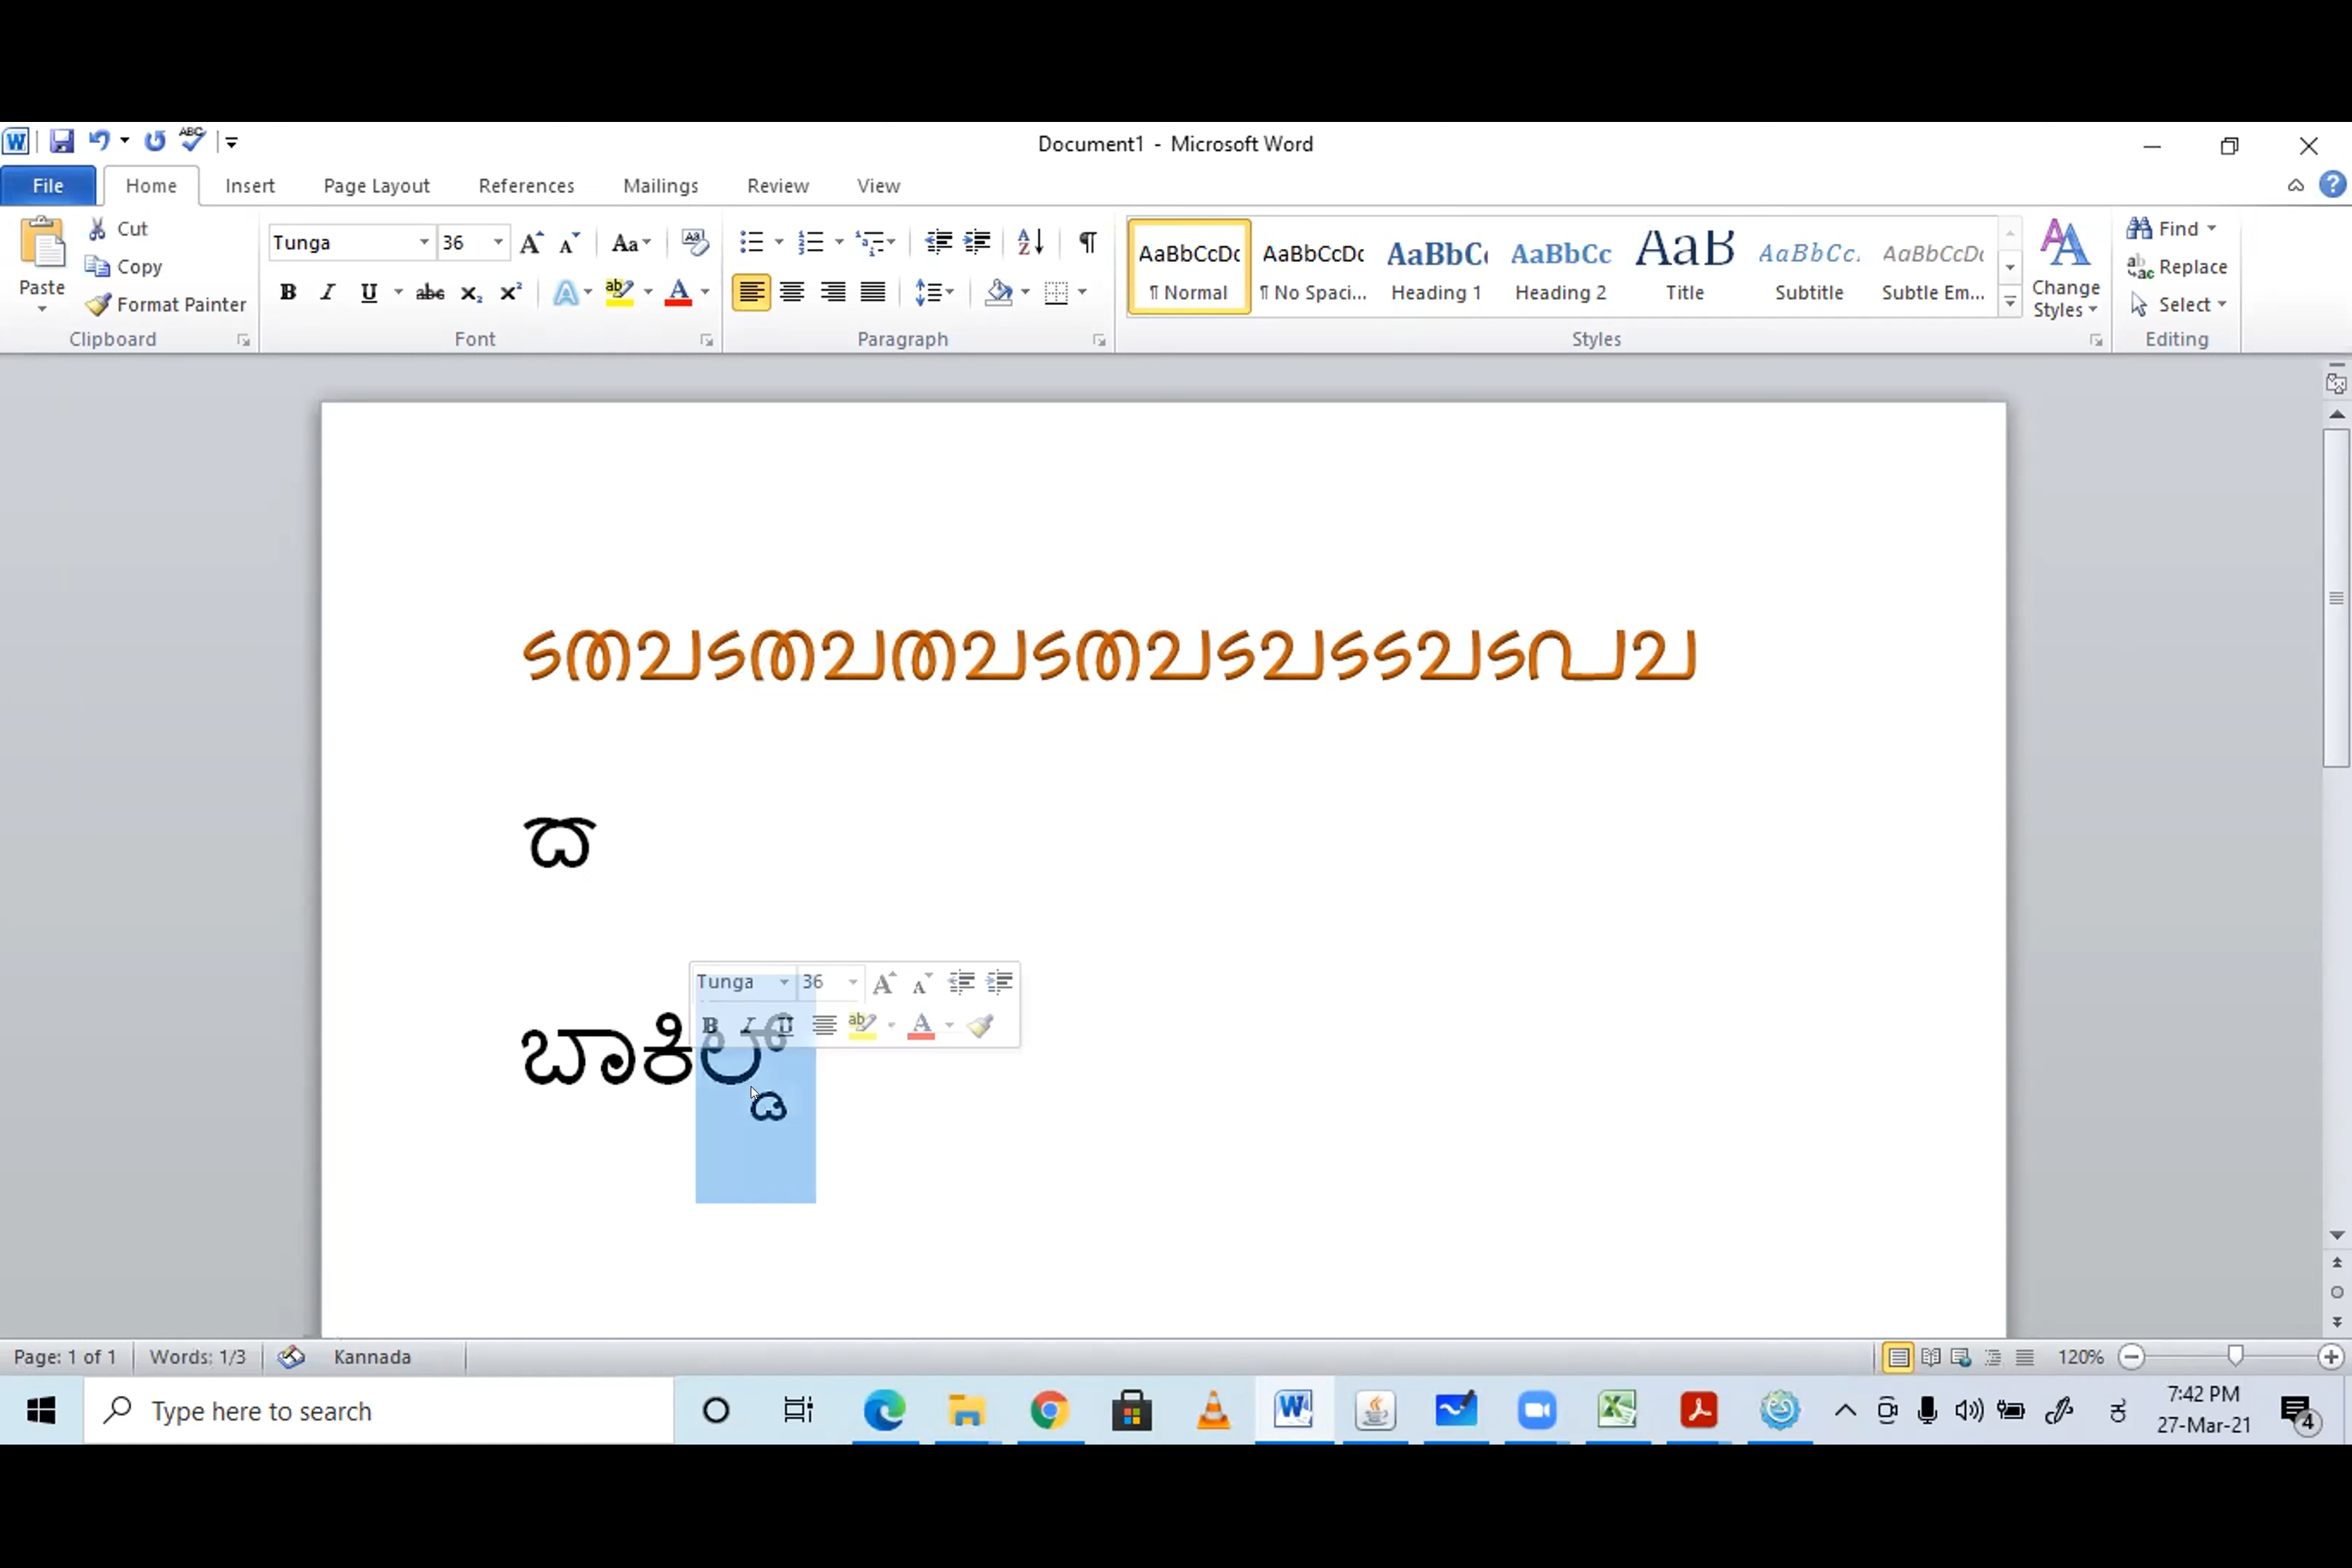 Document1 - Microsoft Word
File Home Insert Page Layout References Mailings Review View
Cut
Copy
Format Painter
Paste
Clipboard
Tunga 36
Font
Paragraph
AaBbCcDc AaBbCcDc AaBbC AaBbCc AaB AaBbCc. AaBbCcDc
¶ Normal ¶ No Spaci... Heading 1 Heading 2 Title Subtitle Subtle Em...
Change Styles
Styles
Find
Replace
Select
Editing
ടതചടതചതചടതചടചടടചടപച
ದ
Tunga 36
ಬಾಕಿಲ್ದ
Page: 1 of 1 Words: 1/3 Kannada 120%
Type here to search
7:42 PM
27-Mar-21
4